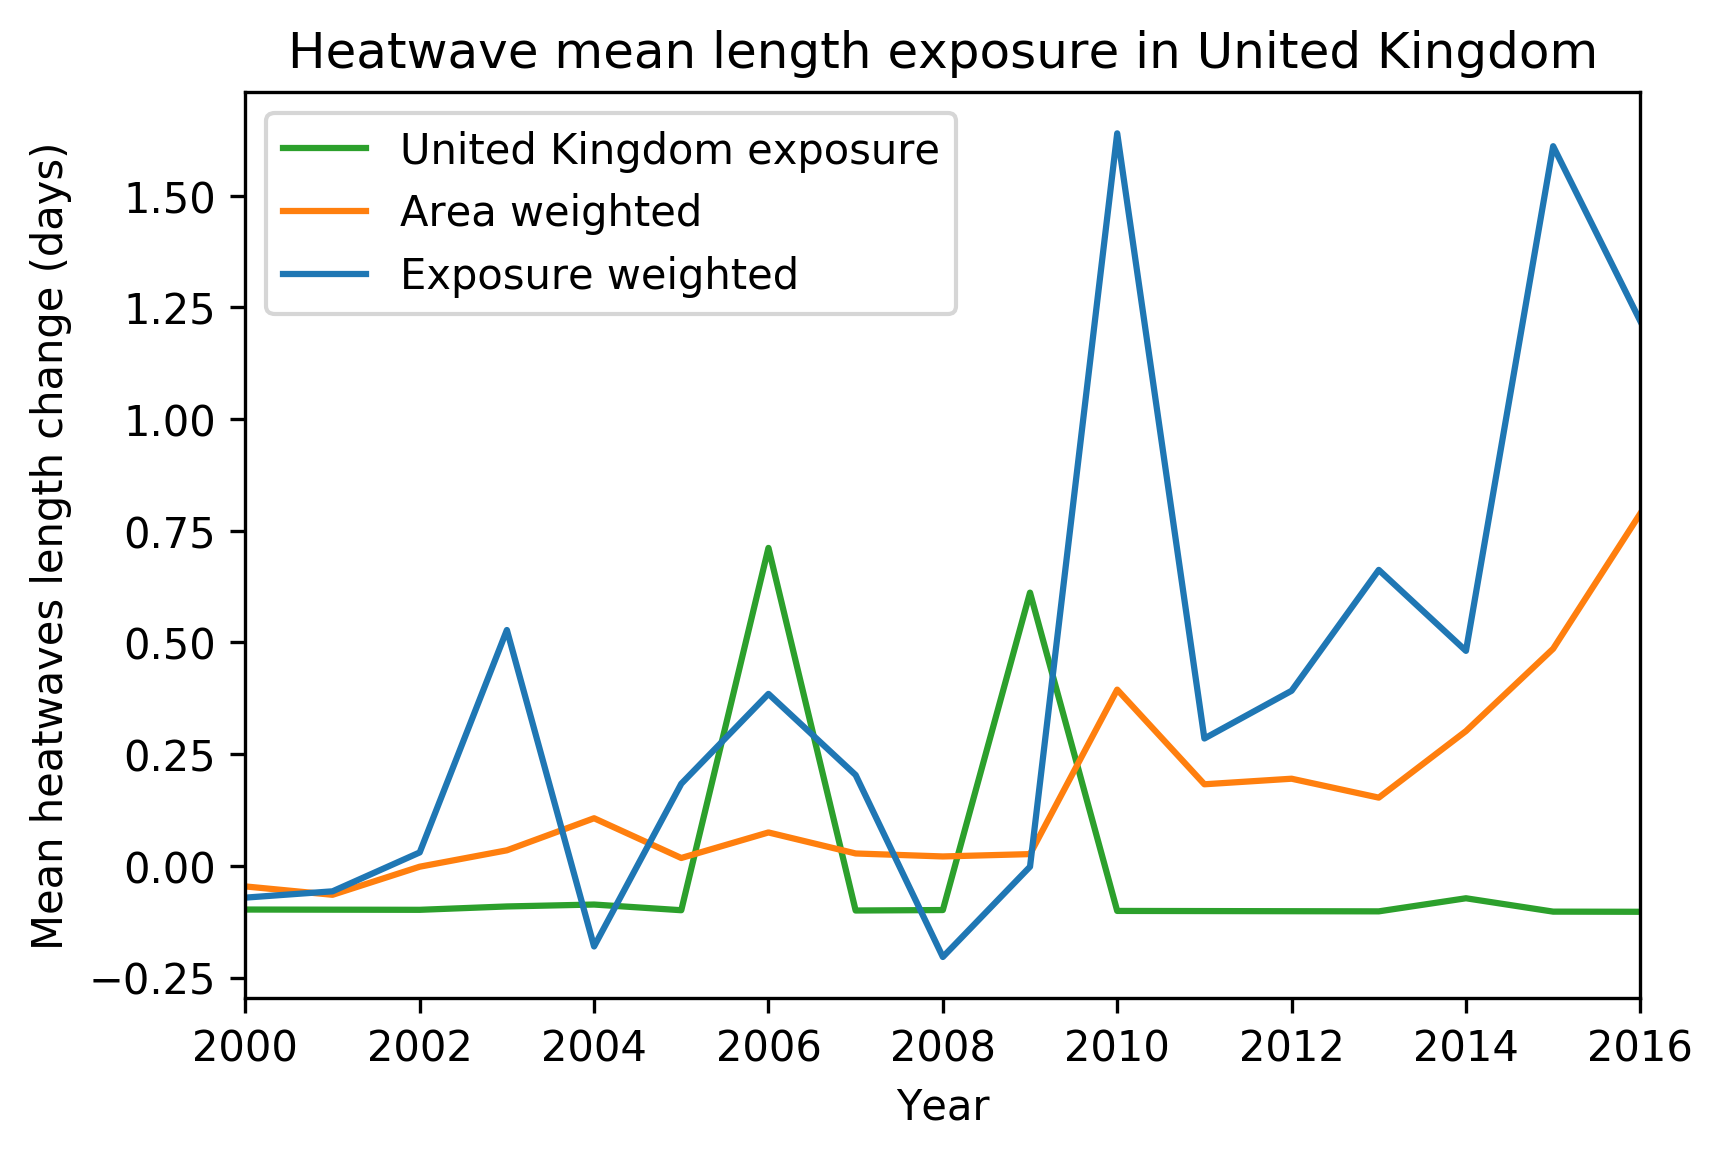 Heatwave mean length exposure in United Kingdom
United Kingdom exposure
Area weighted
Exposure weighted
Mean heatwaves length change (days)
1.50
1.25
1.00
0.75
0.50
0.25
0.00
−0.25
2000 2002 2004 2006 2008 2010 2012 2014 2016
Year